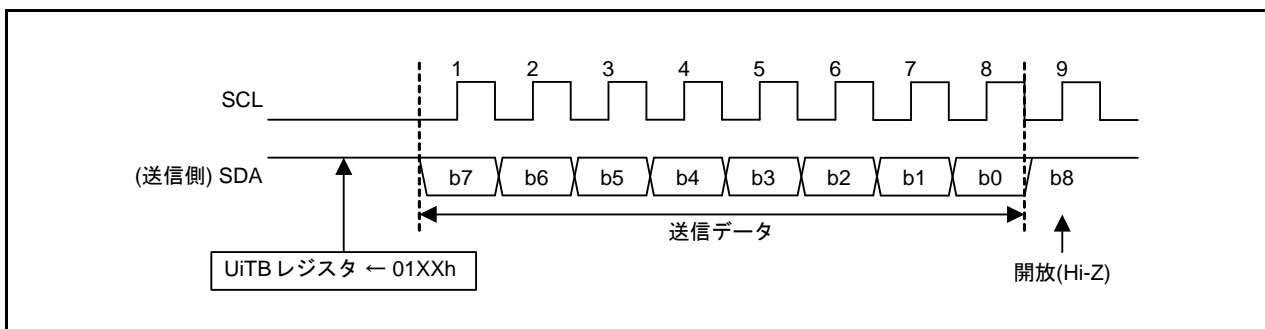 1 2 3 4 5 6 7 8 9
SCL
(送信側) SDA
b7 b6 b5 b4 b3 b2 b1 b0 b8
送信データ
UiTB レジスタ ← 01XXh
開放(Hi-Z)